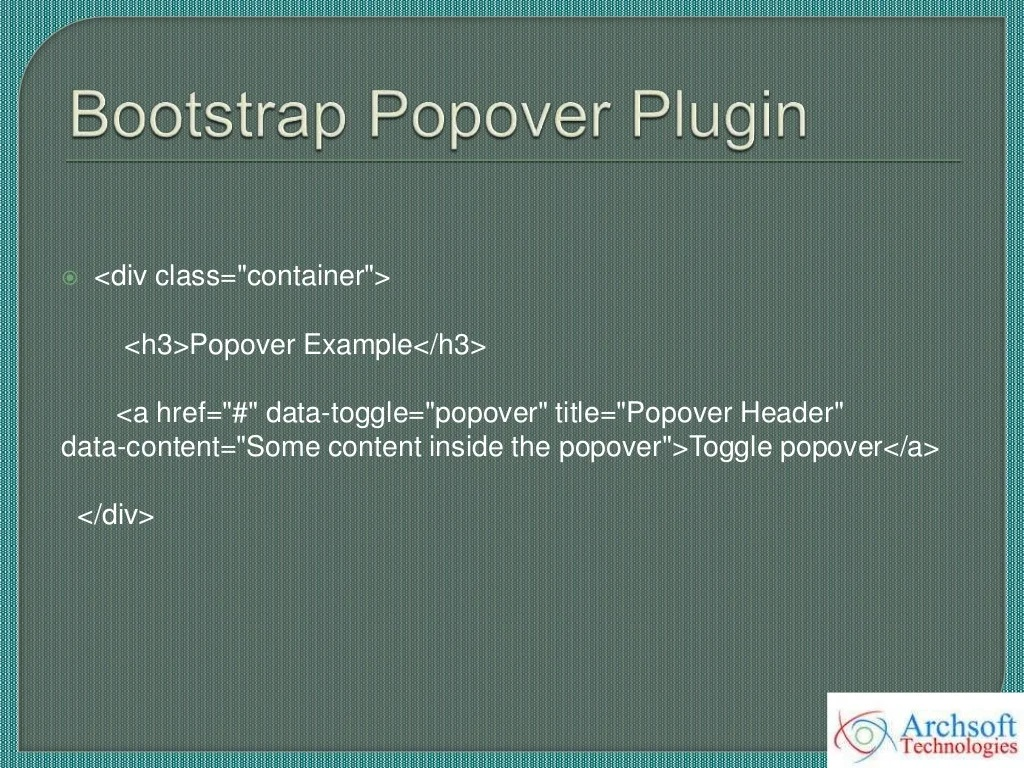 Bootstrap Popover Plugin
<div class="container">
<h3>Popover Example</h3>
<a href="#" data-toggle="popover" title="Popover Header"
data-content="Some content inside the popover">Toggle popover</a>
</div>
Archsoft
Technologies